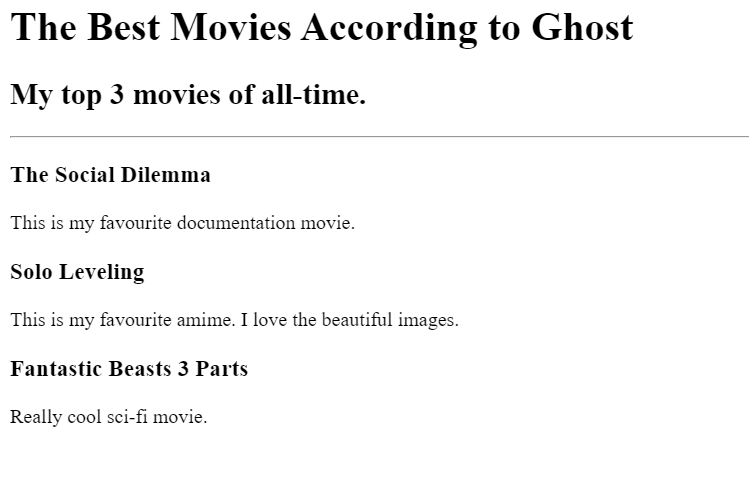 The Best Movies According to Ghost
My top 3 movies of all-time.
The Social Dilemma
This is my favourite documentation movie.
Solo Leveling
This is my favourite amime. I love the beautiful images.
Fantastic Beasts 3 Parts
Really cool sci-fi movie.